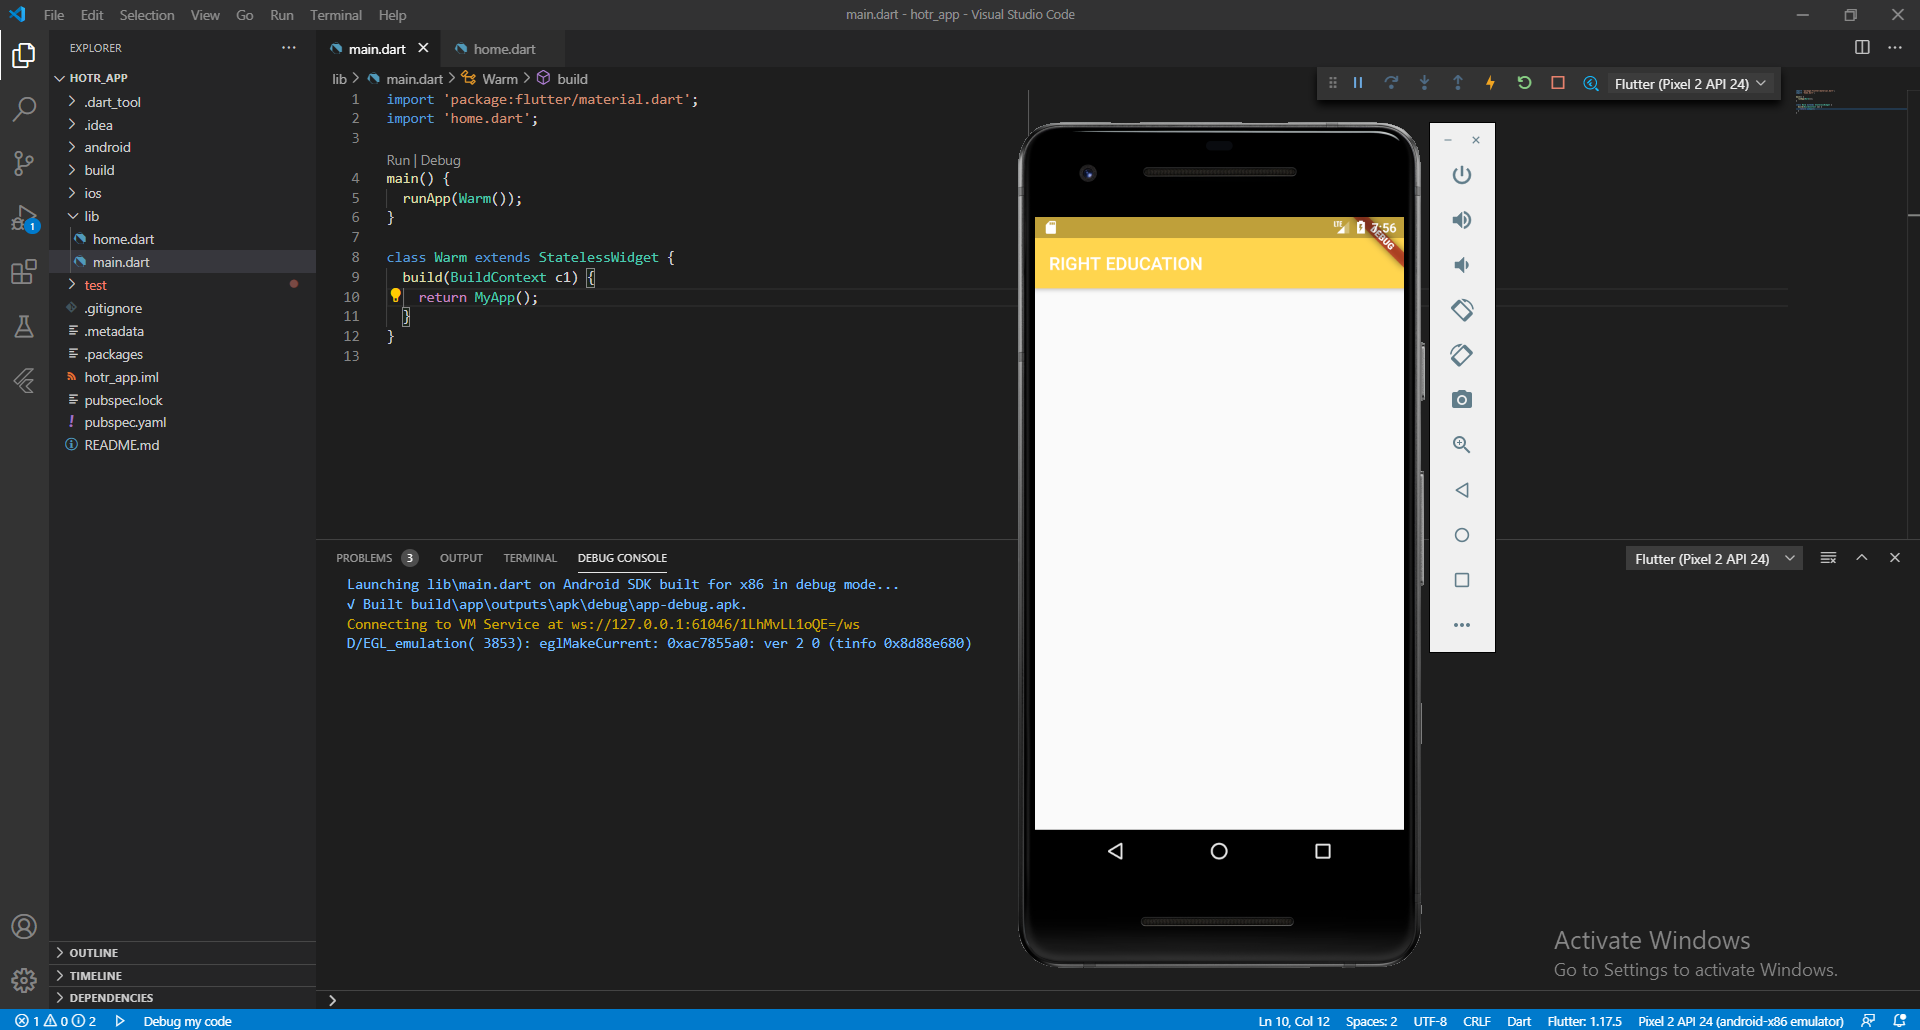 File Edit Selection View Go Run Terminal Help
main.dart - hotr_app - Visual Studio Code
EXPLORER
HOTR_APP
.dart_tool
.idea
android
build
ios
lib
home.dart
main.dart
test
.gitignore
.metadata
.packages
hotr_app.iml
pubspec.lock
pubspec.yaml
README.md
OUTLINE
TIMELINE
DEPENDENCIES
1
main.dart home.dart
lib > main.dart > Warm > build
1 import 'package:flutter/material.dart';
2 import 'home.dart';
3
Run | Debug
4 main() {
5 runApp(Warm());
6 }
7
8 class Warm extends StatelessWidget {
9 build(BuildContext c1) {
10 return MyApp();
11 }
12 }
13
Flutter (Pixel 2 API 24)
LTE 7:56
DEBUG
RIGHT EDUCATION
PROBLEMS 3 OUTPUT TERMINAL DEBUG CONSOLE
Flutter (Pixel 2 API 24)
Launching lib\main.dart on Android SDK built for x86 in debug mode...
√ Built build\app\outputs\apk\debug\app-debug.apk.
Connecting to VM Service at ws://127.0.0.1:61046/1LhMvLL1oQE=/ws
D/EGL_emulation( 3853): eglMakeCurrent: 0xac7855a0: ver 2 0 (tinfo 0x8d88e680)
Activate Windows
Go to Settings to activate Windows.
1 0 2 Debug my code
Ln 10, Col 12 Spaces: 2 UTF-8 CRLF Dart Flutter: 1.17.5 Pixel 2 API 24 (android-x86 emulator)